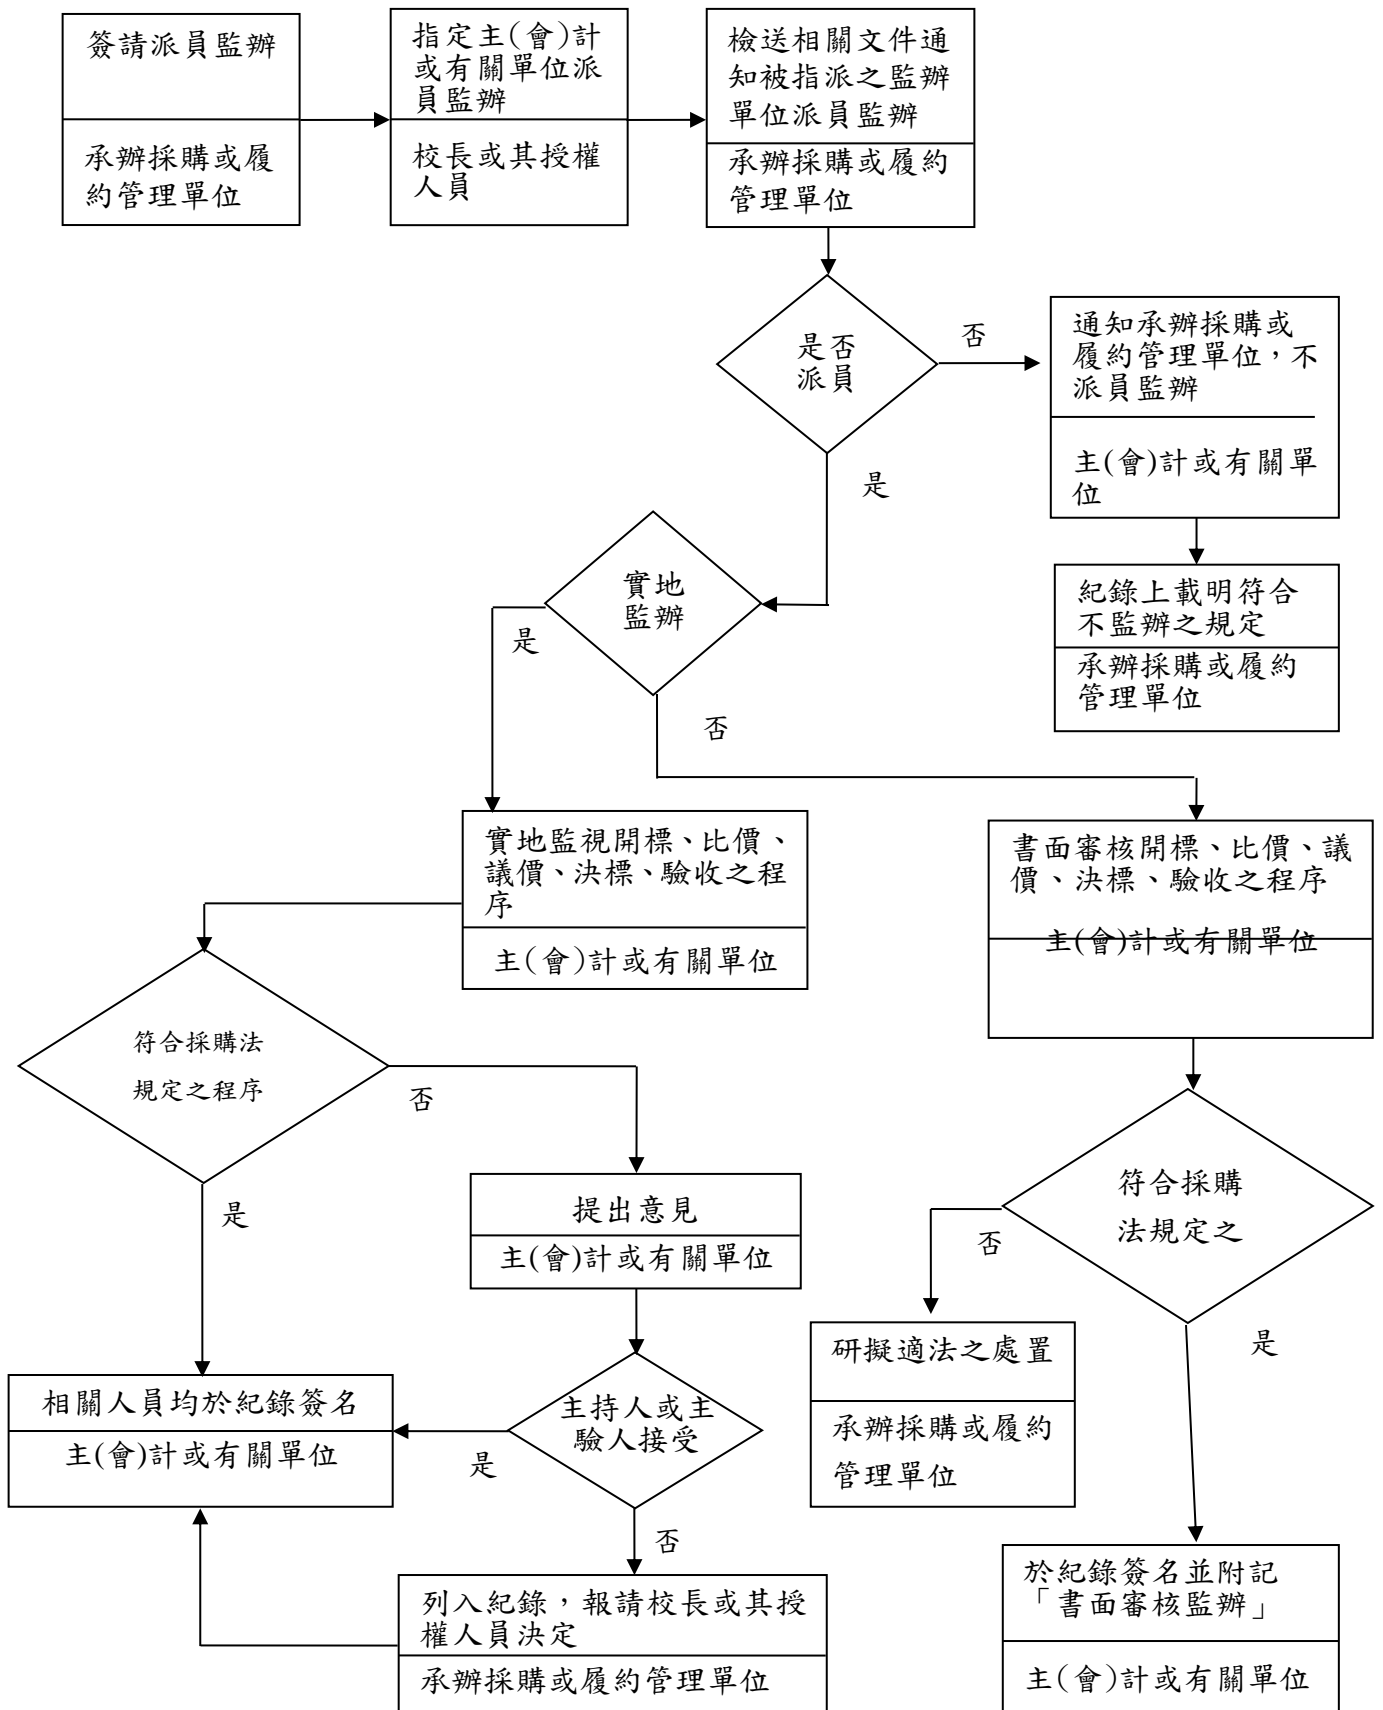 簽請派員監辦
承辦採購或履
約管理單位
指定主(會)計
或有關單位派
員監辦
校長或其授權
人員
檢送相關文件通
知被指派之監辦
單位派員監辦
承辦採購或履約
管理單位
是否
派員
否
通知承辦採購或
履約管理單位，不
派員監辦
主(會)計或有關單
位
是
紀錄上載明符合
不監辦之規定
承辦採購或履約
管理單位
實地
監辦
是
否
實地監視開標、比價、
議價、決標、驗收之程
序
主(會)計或有關單位
書面審核開標、比價、議
價、決標、驗收之程序
主(會)計或有關單位
符合採購法
規定之程序
否
是
提出意見
主(會)計或有關單位
符合採購
法規定之
否
是
研擬適法之處置
承辦採購或履約
管理單位
相關人員均於紀錄簽名
主(會)計或有關單位
主持人或主
驗人接受
是
否
列入紀錄，報請校長或其授
權人員決定
承辦採購或履約管理單位
於紀錄簽名並附記
「書面審核監辦」
主(會)計或有關單位